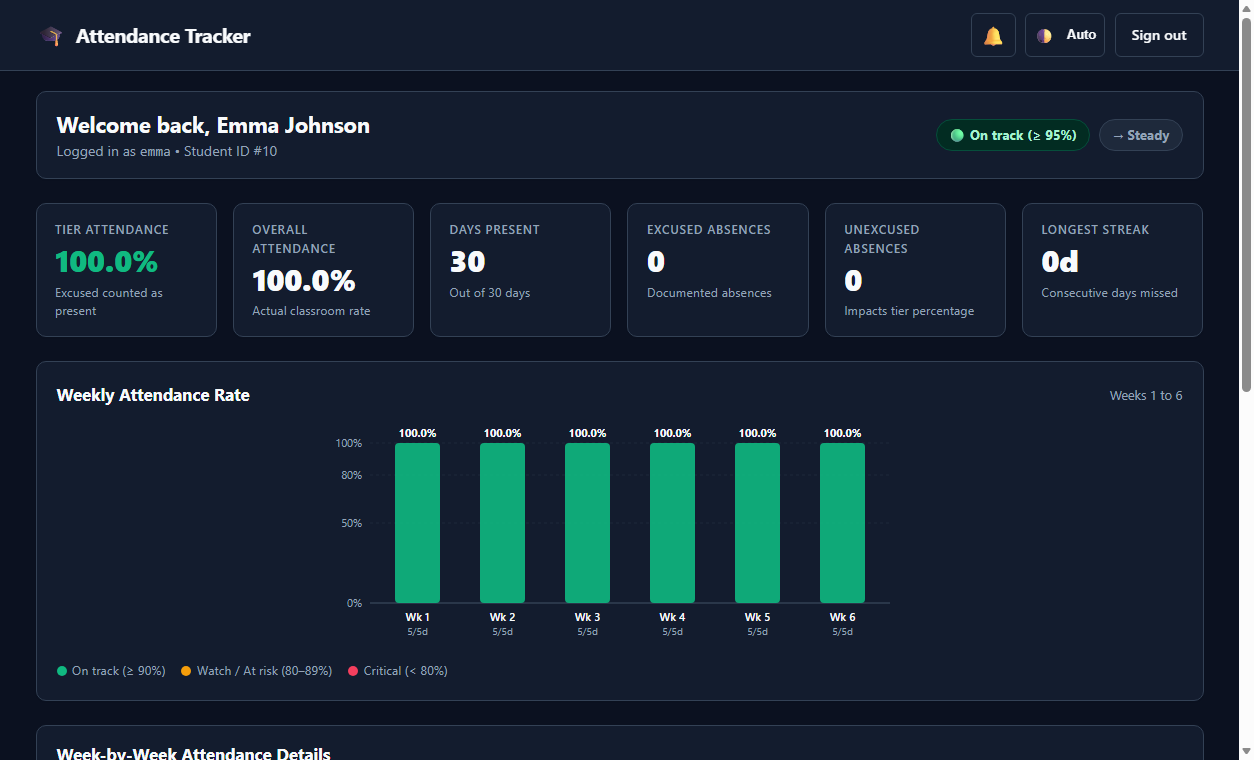 Attendance Tracker
Auto
Sign out
Welcome back, Emma Johnson
Logged in as emma • Student ID #10
On track (≥ 95%)
→ Steady
TIER ATTENDANCE
100.0%
Excused counted as
present
OVERALL
ATTENDANCE
100.0%
Actual classroom rate
DAYS PRESENT
30
Out of 30 days
EXCUSED ABSENCES
0
Documented absences
UNEXCUSED
ABSENCES
0
Impacts tier percentage
LONGEST STREAK
0d
Consecutive days missed
Weekly Attendance Rate
Weeks 1 to 6
100.0% 100.0% 100.0% 100.0% 100.0% 100.0%
100%
80%
50%
0%
Wk 1 Wk 2 Wk 3 Wk 4 Wk 5 Wk 6
5/5d 5/5d 5/5d 5/5d 5/5d 5/5d
On track (≥ 90%) Watch / At risk (80–89%) Critical (< 80%)
Week-by-Week Attendance Details